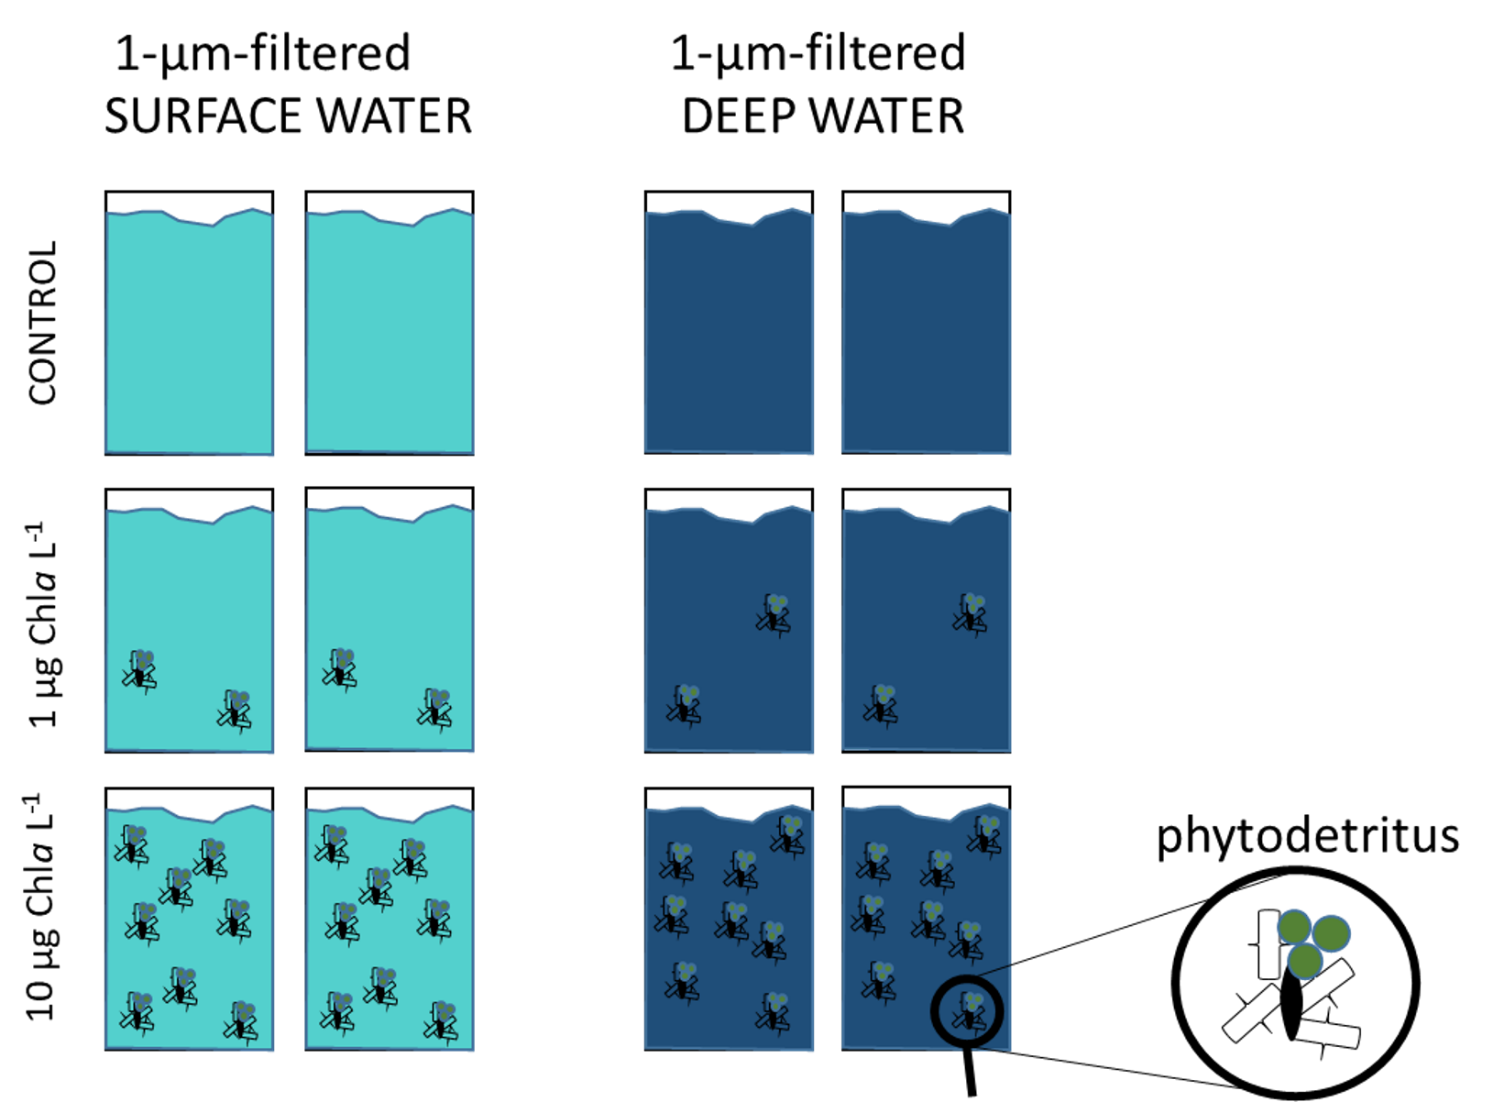 1-μm-filtered
SURFACE WATER
1-μm-filtered
DEEP WATER
CONTROL
1 μg Chla L⁻¹
10 μg Chla L⁻¹
phytodetritus